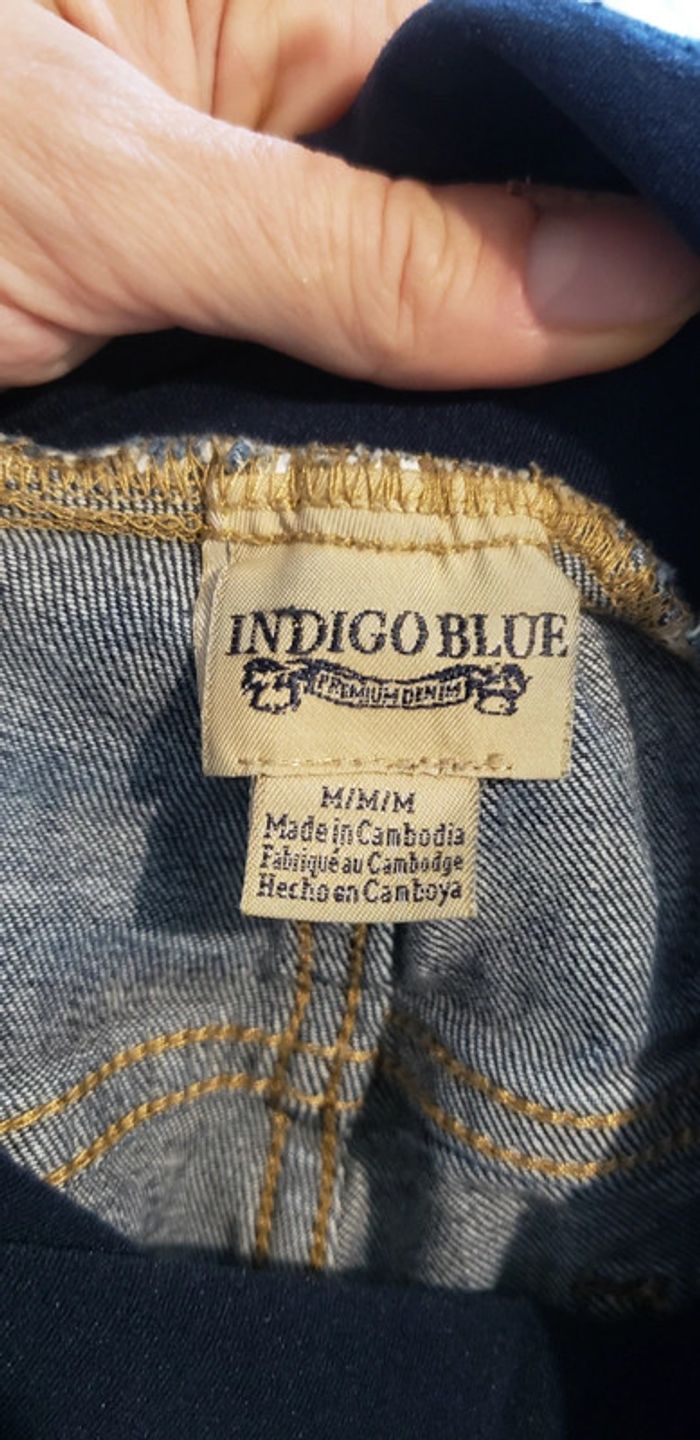 INDIGO BLUE
PREMIUM DENIM
M/M/M
Made in Cambodia
Fabriqué au Cambodge
Hecho en Camboya